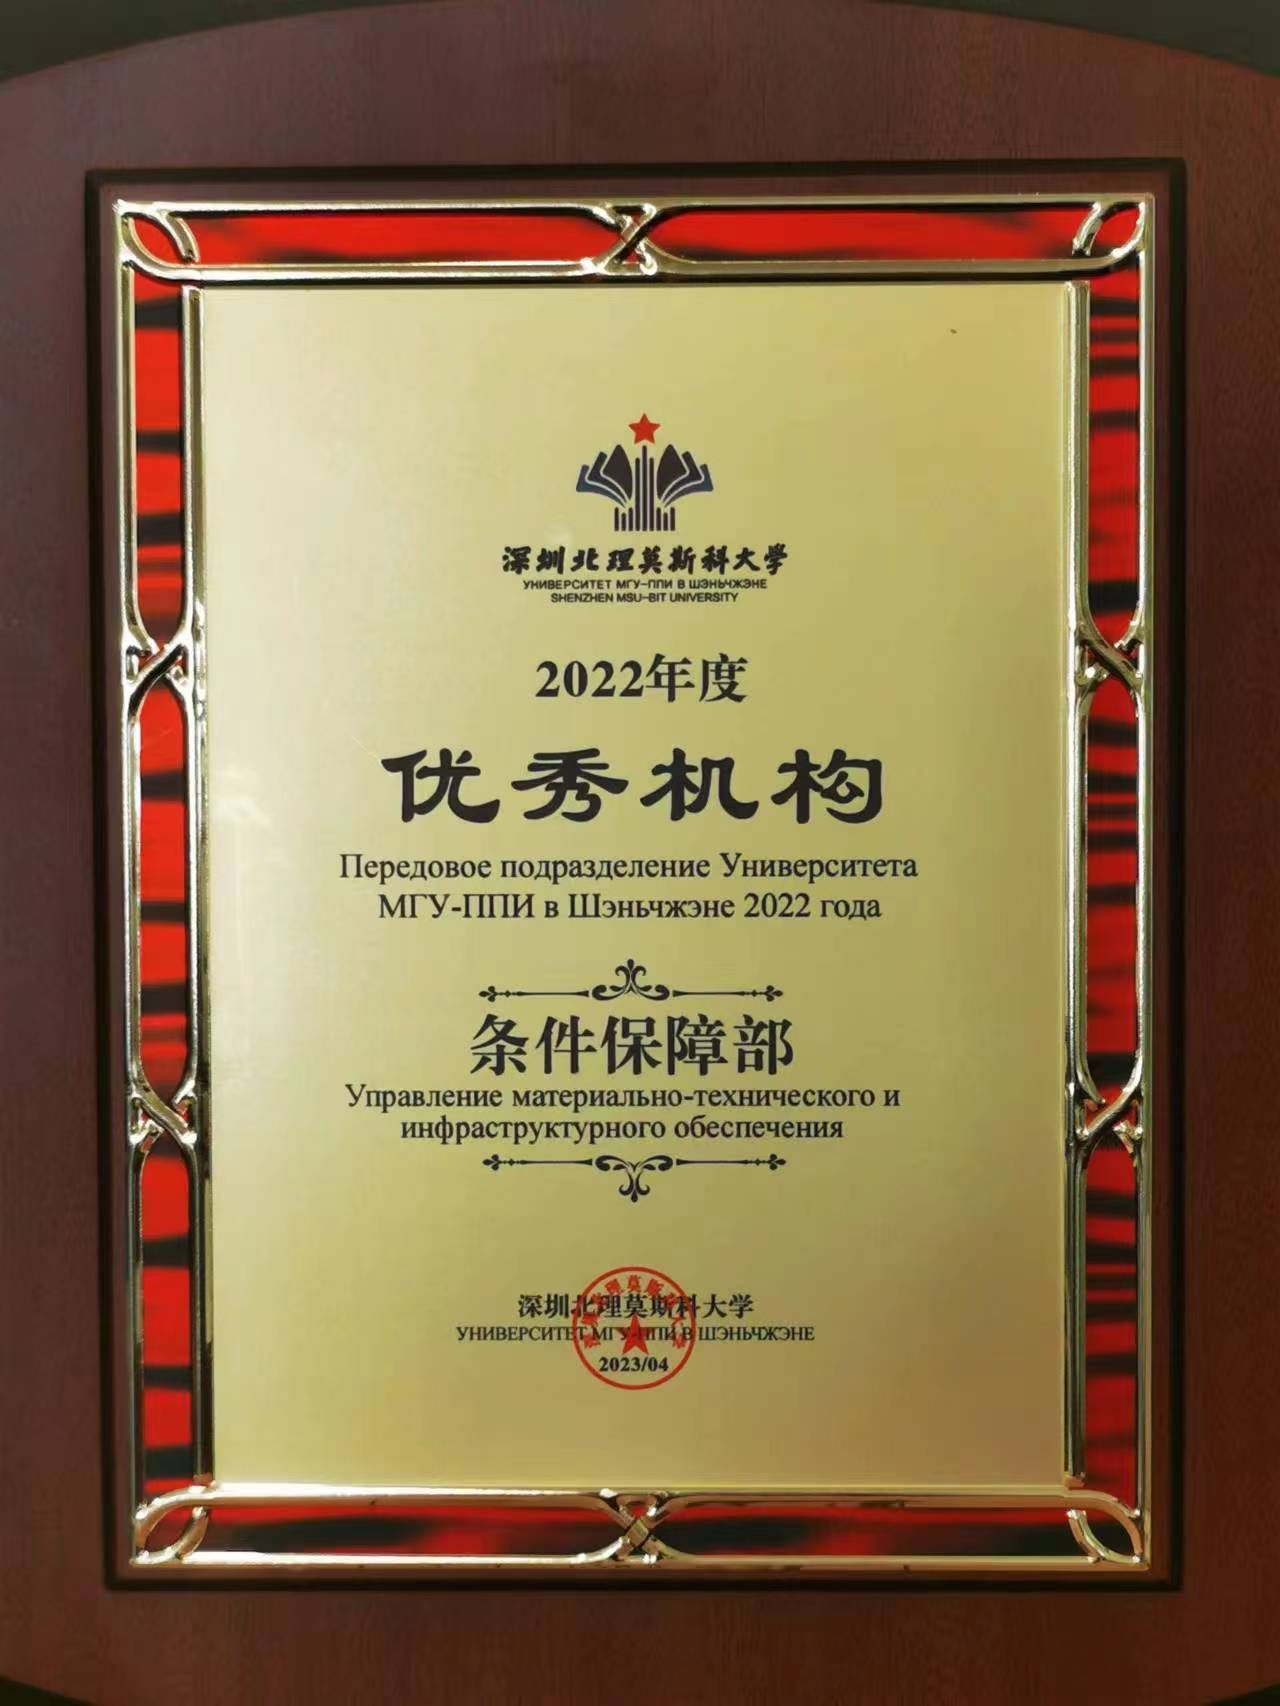 深圳北理莫斯科大學
УНИВЕРСИТЕТ МГУ-ППИ В ШЭНЬЧЖЭНЕ
SHENZHEN MSU-BIT UNIVERSITY
2022年度
优秀机构
Передовое подразделение Университета
МГУ-ППИ в Шэньчжэне 2022 года
条件保障部
Управление материально-технического и
инфраструктурного обеспечения
深圳北理莫斯科大学
УНИВЕРСИТЕТ МГУ-ППИ В ШЭНЬЧЖЭНЕ
2023/04